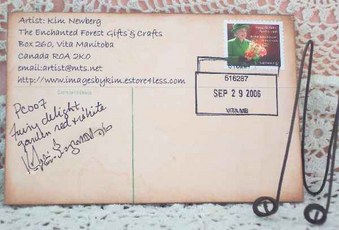 Artist: Kim Newberg
The Enchanted Forest Gifts & Crafts
Box 260, Vita Manitoba
Canada R0A 2K0
email:artist@mts.net
http://www.imagesbykim.estore4less.com
516287
SEP 29 2006
VITA MB
PC007
fairy delight
garden red & white